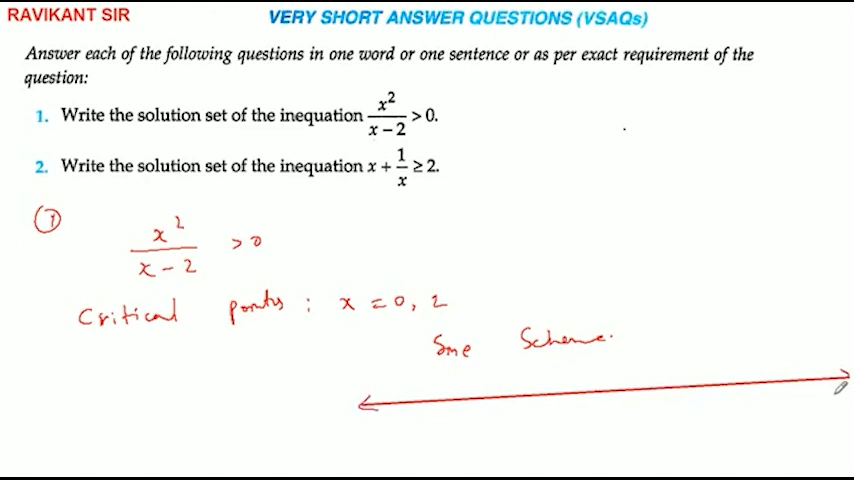 RAVIKANT SIR
VERY SHORT ANSWER QUESTIONS (VSAQs)
Answer each of the following questions in one word or one sentence or as per exact requirement of the
question:
1. Write the solution set of the inequation x²/(x − 2) > 0.
2. Write the solution set of the inequation x + 1/x ≥ 2.
①
x²/(x − 2) > 0
Critical points : x = 0, 2
Sme Scheme.